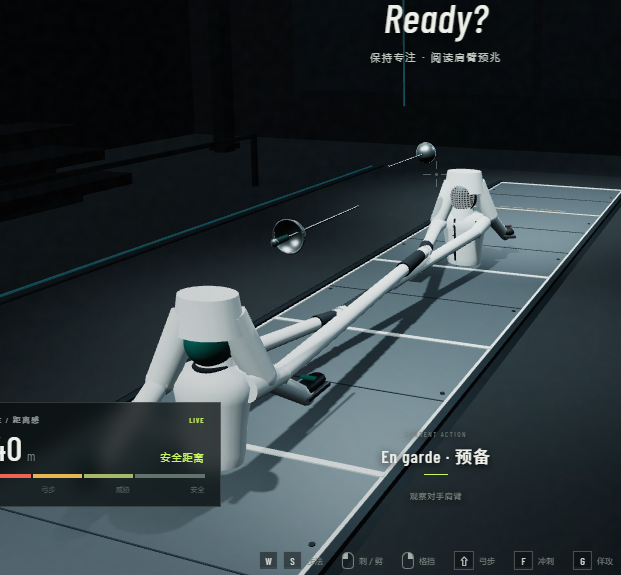 Ready?
保持专注 · 阅读肩臂预兆
/ 距离感
LIVE
40 m
安全距离
弓步
威胁
安全
ACTION
En garde · 预备
观察对手肩臂
W
S
刺 / 劈
格挡
弓步
F
冲刺
G
佯攻